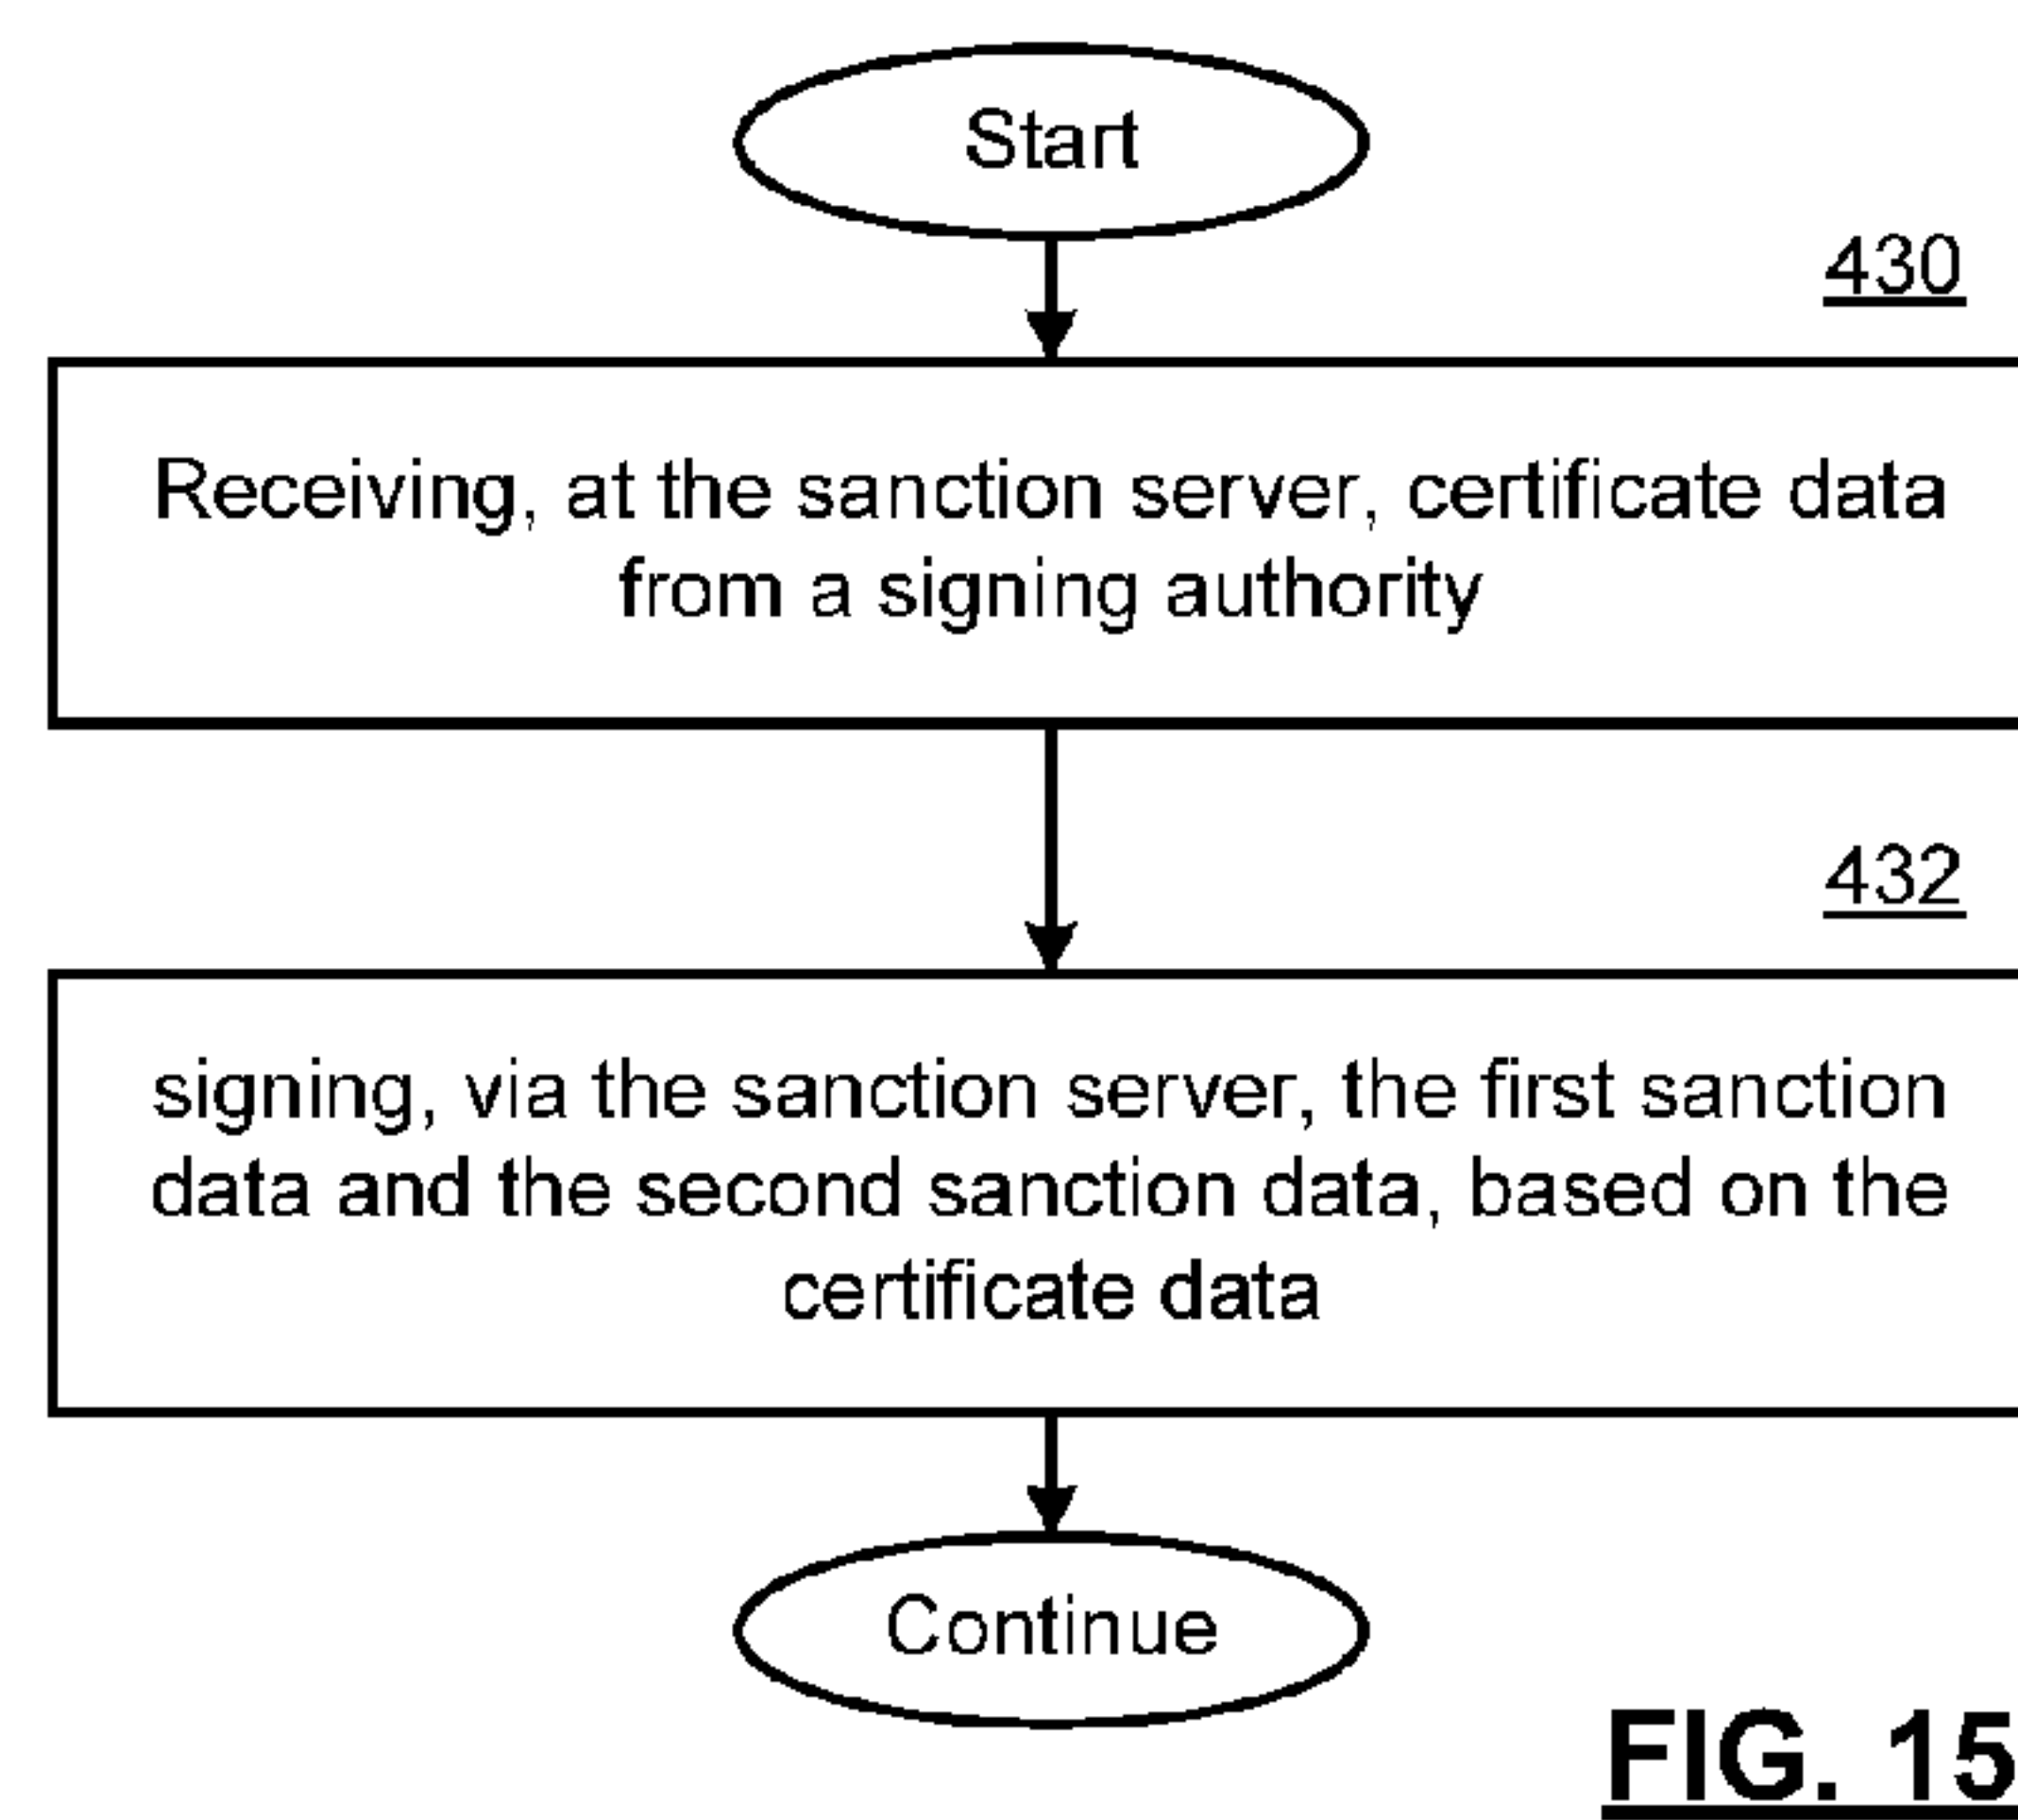 Start
430
Receiving, at the sanction server, certificate data
from a signing authority
432
signing, via the sanction server, the first sanction
data and the second sanction data, based on the
certificate data
Continue
FIG. 15